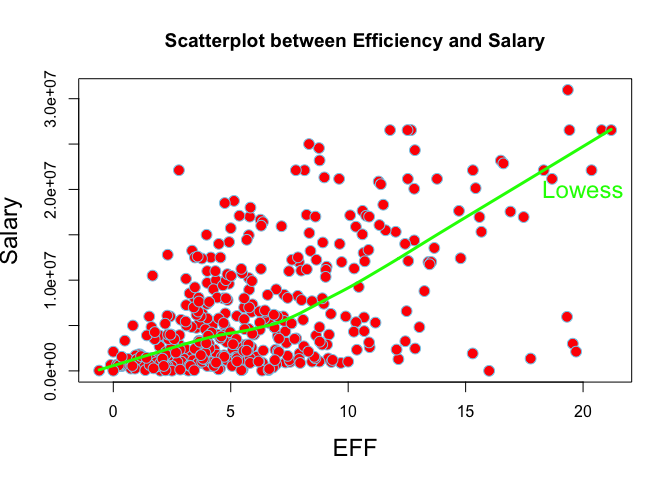 Scatterplot between Efficiency and Salary
Salary
3.0e+07
2.0e+07
1.0e+07
0.0e+00
Lowess
0 5 10 15 20
EFF